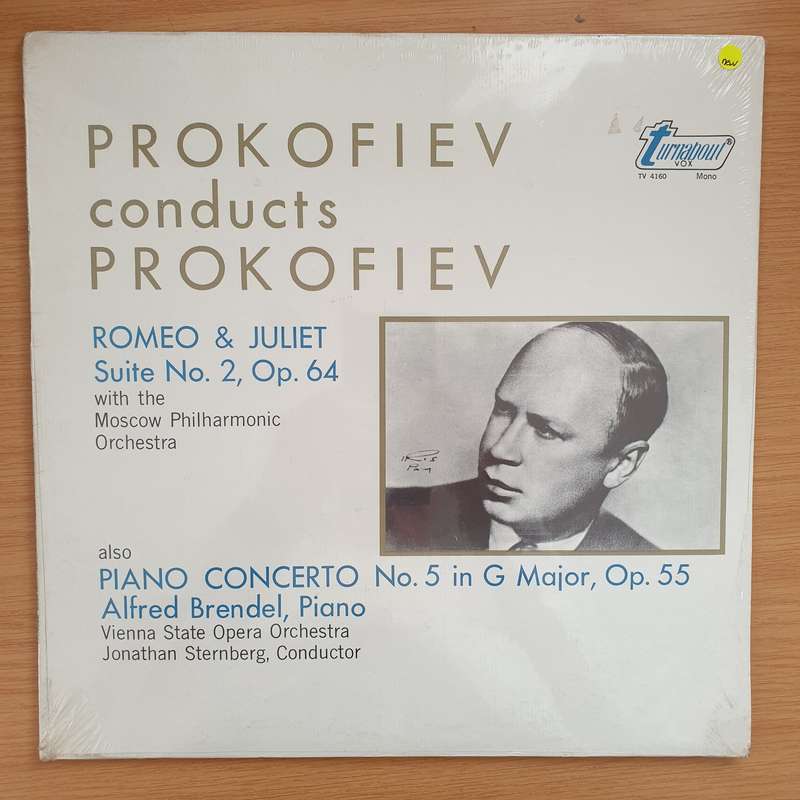 new
PROKOFIEV
conducts
PROKOFIEV
turnabout®
VOX
TV 4160 Mono
ROMEO & JULIET
Suite No. 2, Op. 64
with the
Moscow Philharmonic
Orchestra
also
PIANO CONCERTO No. 5 in G Major, Op. 55
Alfred Brendel, Piano
Vienna State Opera Orchestra
Jonathan Sternberg, Conductor